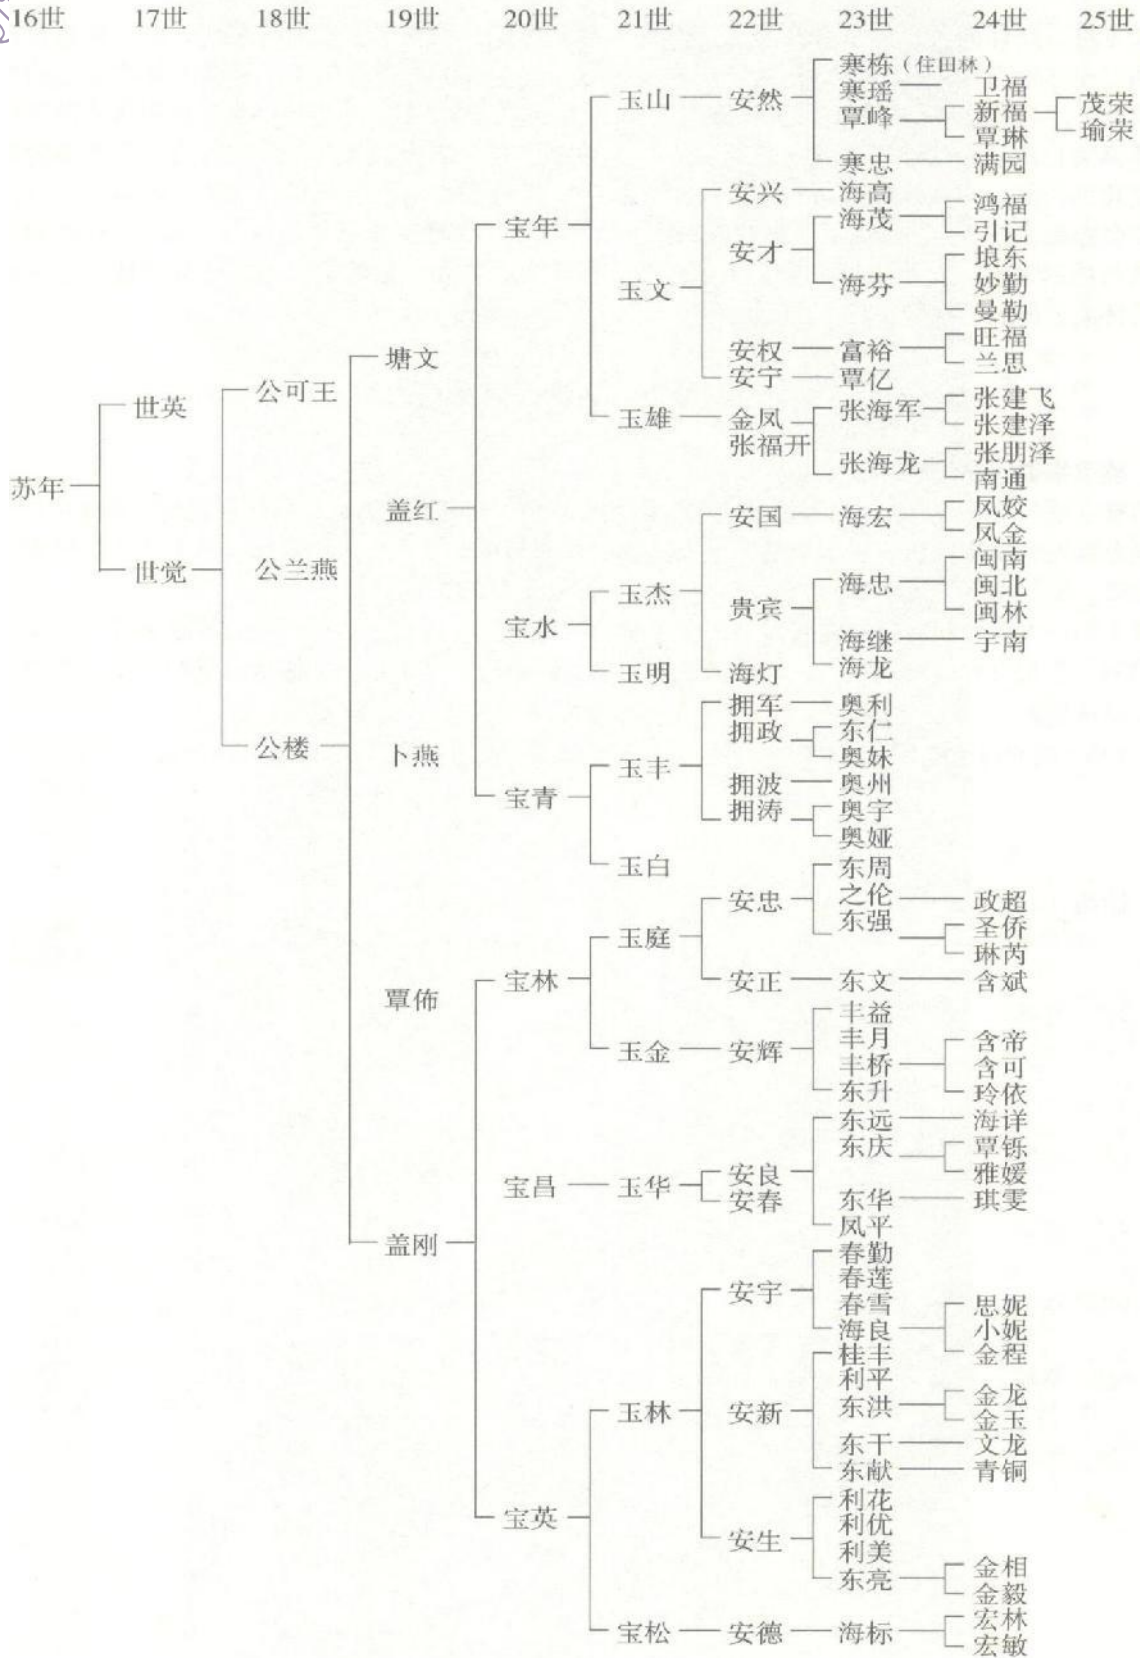 16世 17世 18世 19世 20世 21世 22世 23世 24世 25世
寒栋（住田林）
卫福
寒瑶
玉山 安然 新福 茂荣
覃峰
覃琳 瑜荣
寒忠 满园
安兴 海高
鸿福
海茂
宝年 引记
安才 埌东
海芬 妙勤
玉文
曼勒
旺福
安权 富裕
塘文 兰思
安宁 覃亿
公可王 张建飞
世英 张海军
玉雄 金凤 张建泽
张福开 张朋泽
张海龙
苏年 南通
凤姣
盖红 安国 海宏
凤金
闽南
世觉 公兰燕 海忠 闽北
玉杰
贵宾 闽林
宝水
海继 宇南
玉明 海灯 海龙
拥军 奥利
拥政 东仁
公楼 卜燕 奥妹
玉丰
拥波 奥州
宝青
拥涛 奥宇
奥娅
玉白 东周
安忠 之伦 政超
东强 圣侨
玉庭
琳芮
宝林 安正 东文 含斌
覃佈
丰益
丰月 含帝
玉金 安辉
丰桥 含可
东升 玲依
东远 海详
东庆 覃铄
安良 雅媛
宝昌 玉华
安春 东华 琪雯
凤平
盖刚
春勤
春莲
安宇
春雪 思妮
海良 小妮
桂丰 金程
利平
金龙
玉林 安新 东洪
金玉
东干 文龙
东献 青铜
利花
宝英 利优
安生
利美
金相
东亮
金毅
宏林
宝松 安德 海标
宏敏